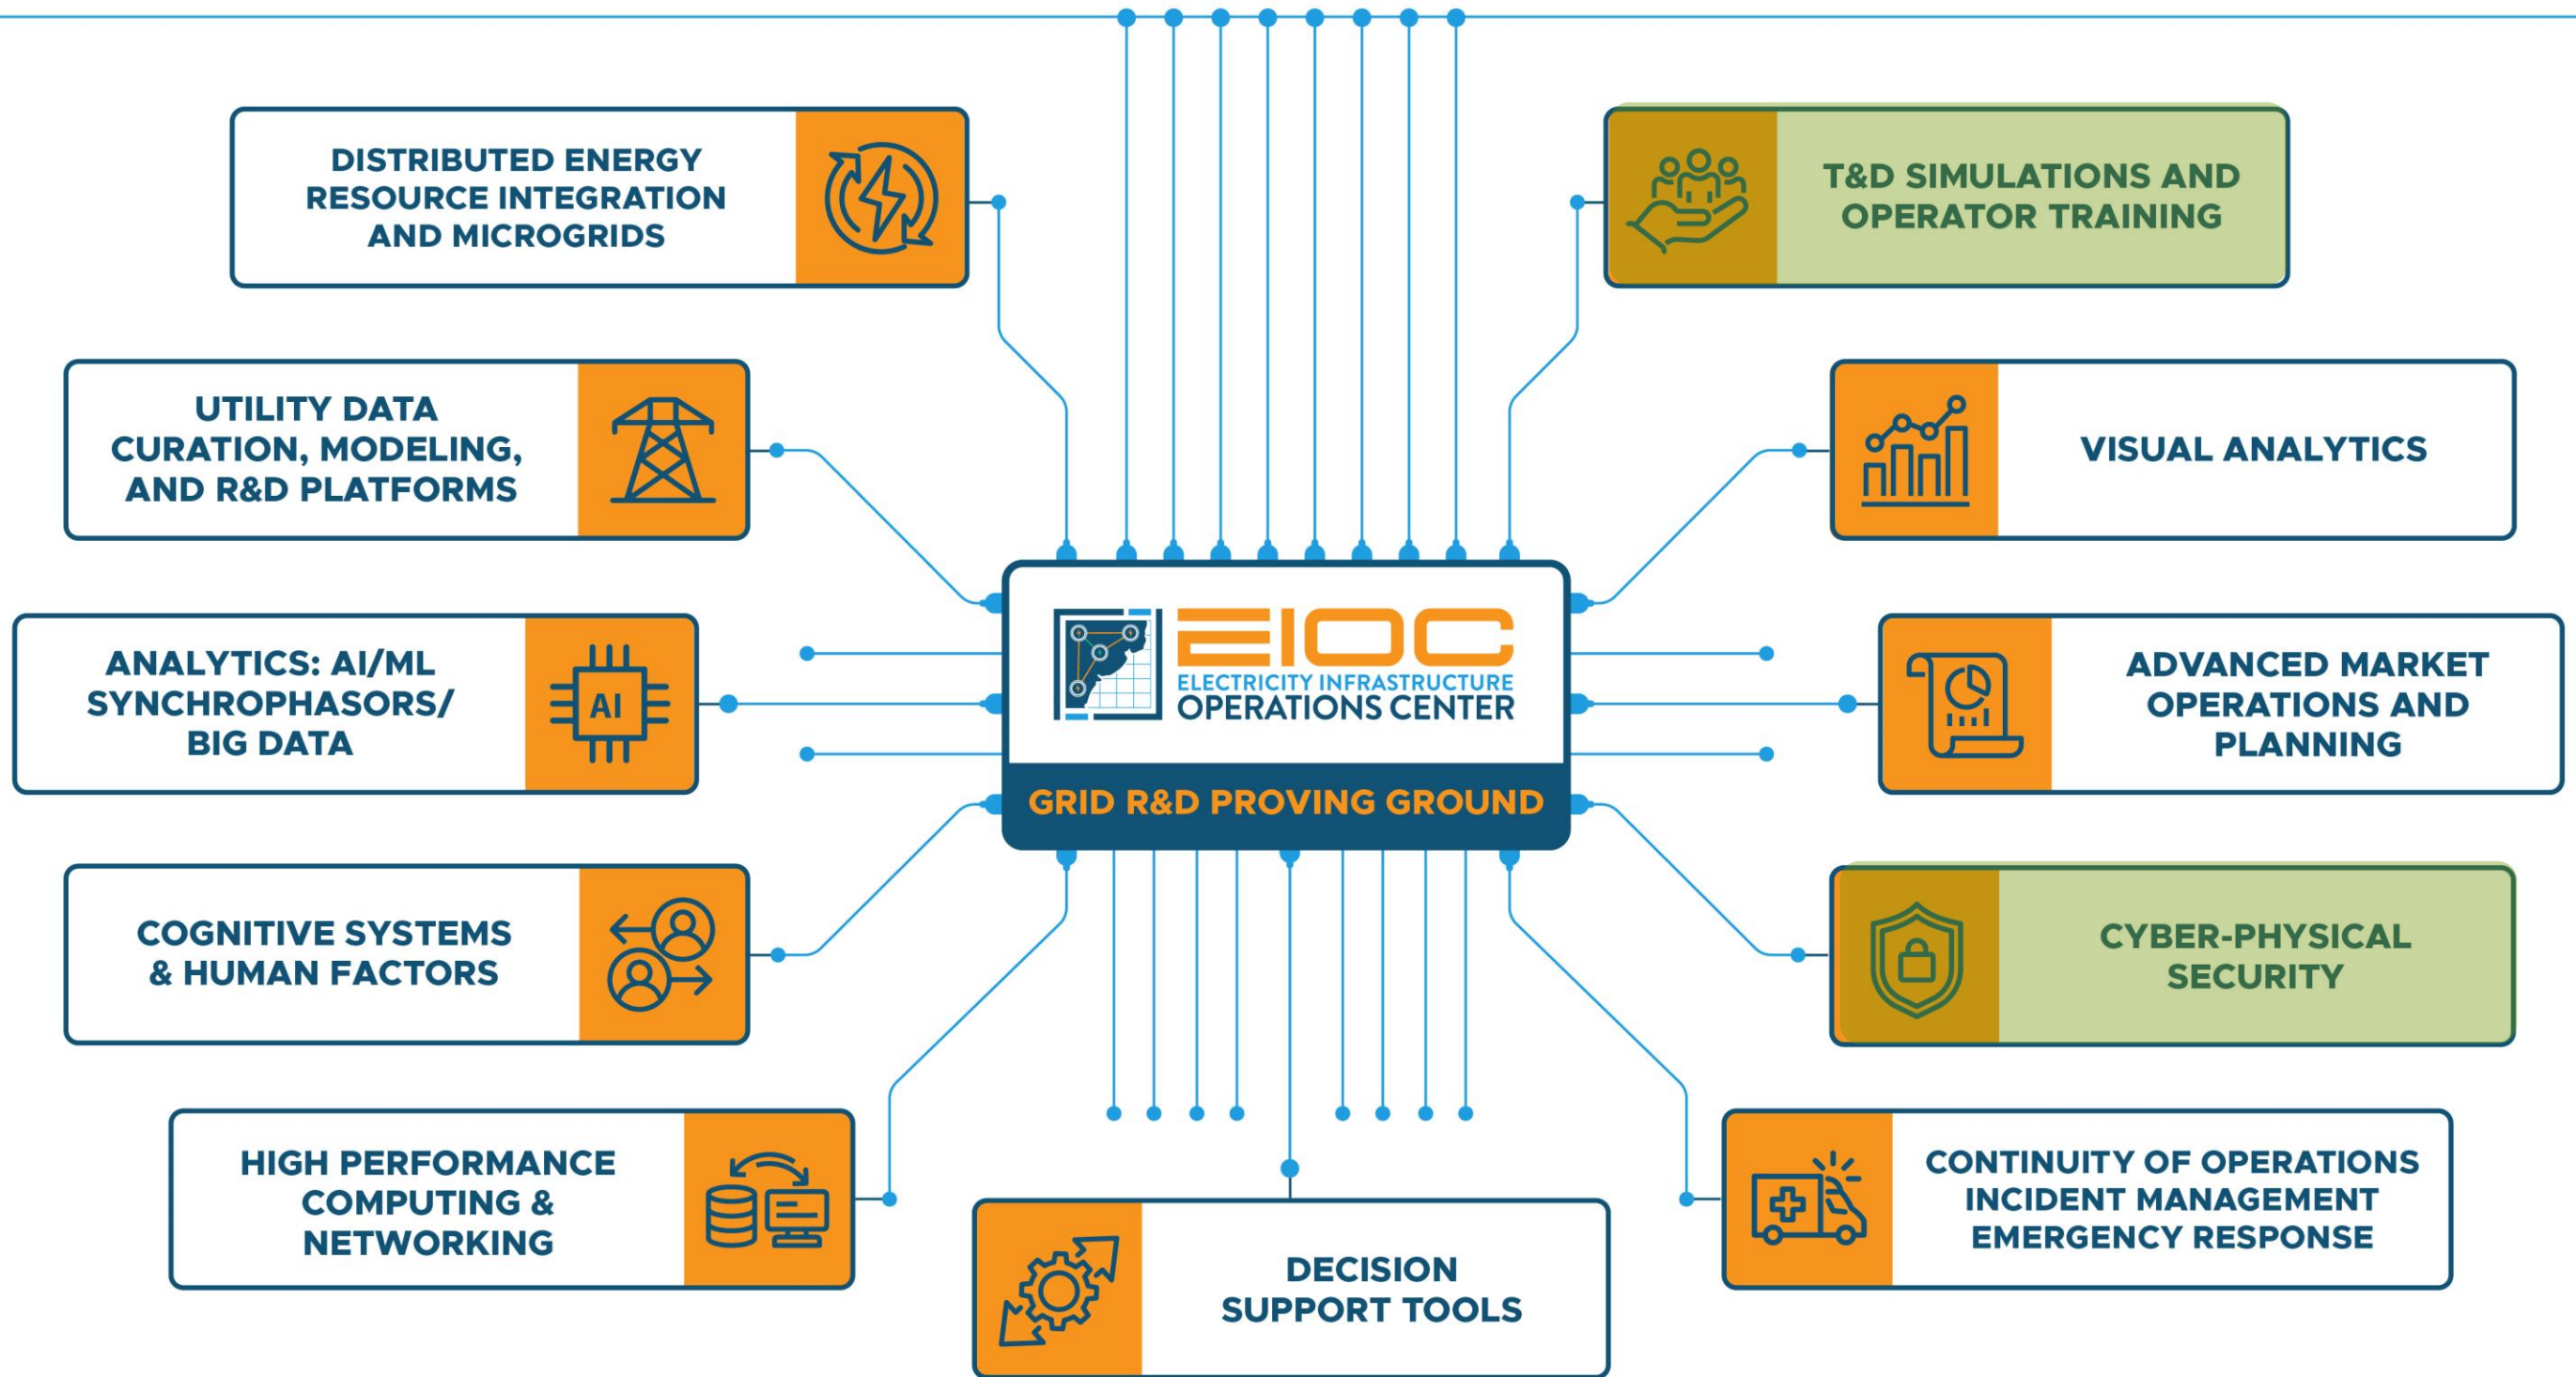 DISTRIBUTED ENERGY
RESOURCE INTEGRATION
AND MICROGRIDS
T&D SIMULATIONS AND
OPERATOR TRAINING
UTILITY DATA
CURATION, MODELING,
AND R&D PLATFORMS
VISUAL ANALYTICS
ANALYTICS: AI/ML
SYNCHROPHASORS/
BIG DATA
AI
EIOC
ELECTRICITY INFRASTRUCTURE
OPERATIONS CENTER
GRID R&D PROVING GROUND
ADVANCED MARKET
OPERATIONS AND
PLANNING
COGNITIVE SYSTEMS
& HUMAN FACTORS
CYBER-PHYSICAL
SECURITY
HIGH PERFORMANCE
COMPUTING &
NETWORKING
DECISION
SUPPORT TOOLS
CONTINUITY OF OPERATIONS
INCIDENT MANAGEMENT
EMERGENCY RESPONSE